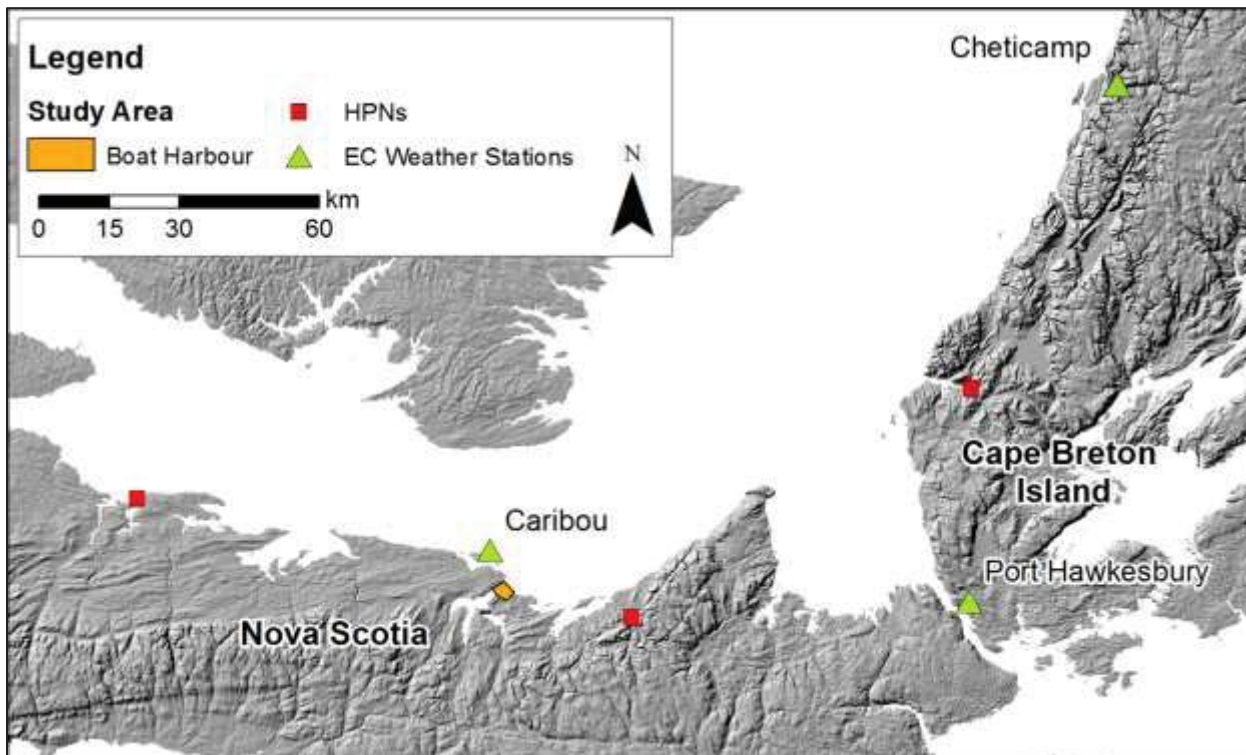 Legend
Study Area
HPNs
Boat Harbour
EC Weather Stations
N
km
0 15 30 60
Cheticamp
Cape Breton
Island
Caribou
Port Hawkesbury
Nova Scotia